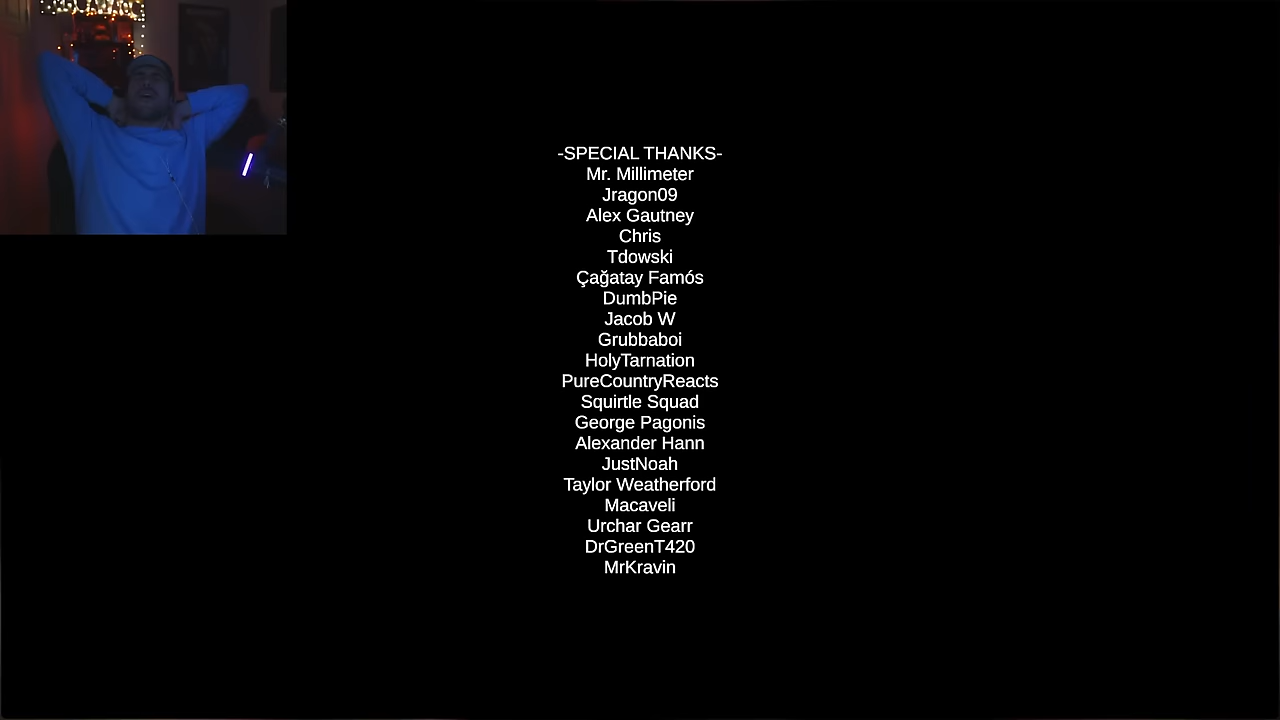 -SPECIAL THANKS-
Mr. Millimeter
Jragon09
Alex Gautney
Chris
Tdowski
Çağatay Famós
DumbPie
Jacob W
Grubbaboi
HolyTarnation
PureCountryReacts
Squirtle Squad
George Pagonis
Alexander Hann
JustNoah
Taylor Weatherford
Macaveli
Urchar Gearr
DrGreenT420
MrKravin